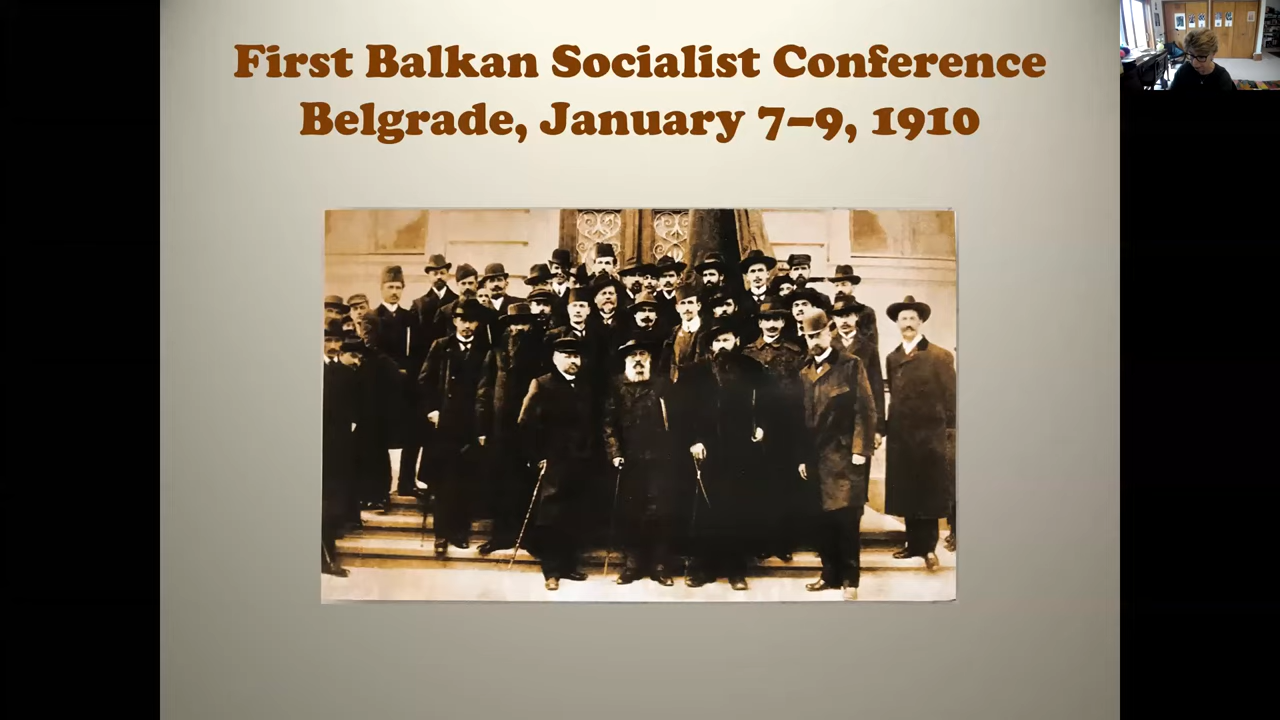 First Balkan Socialist Conference
Belgrade, January 7–9, 1910